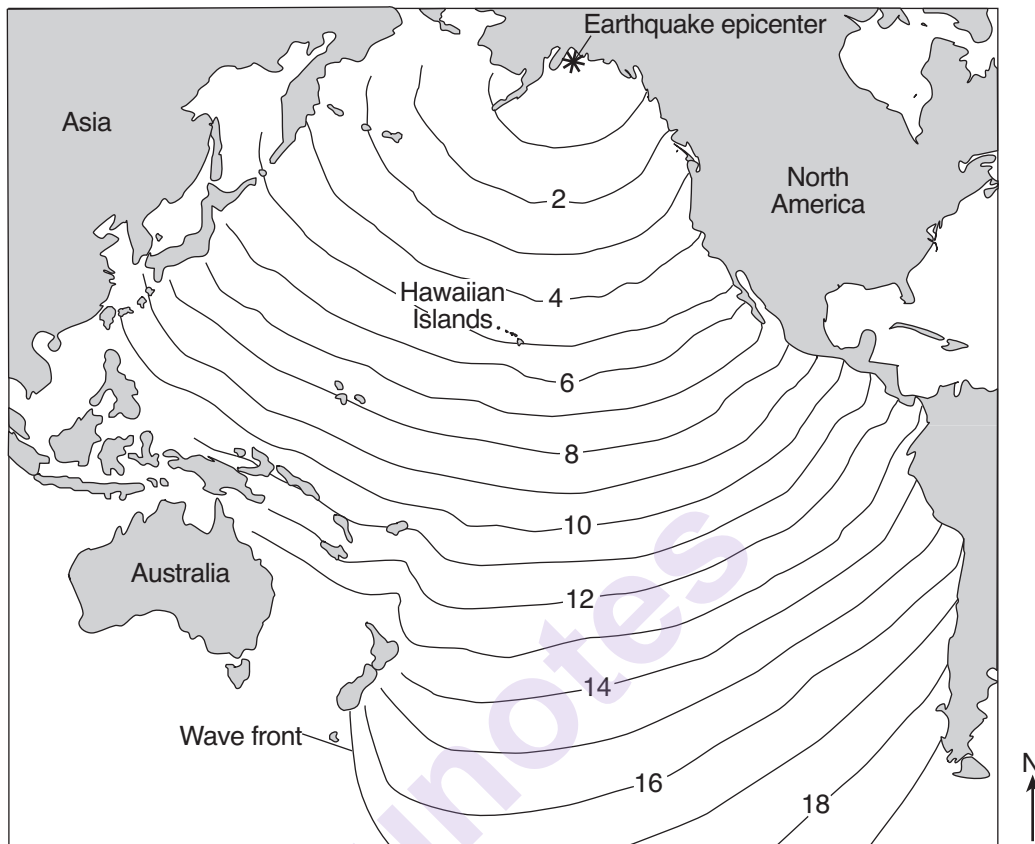 Earthquake epicenter
Asia
North
America
2
4
Hawaiian
Islands
6
8
10
12
Australia
14
Wave front
16
18
N
notes